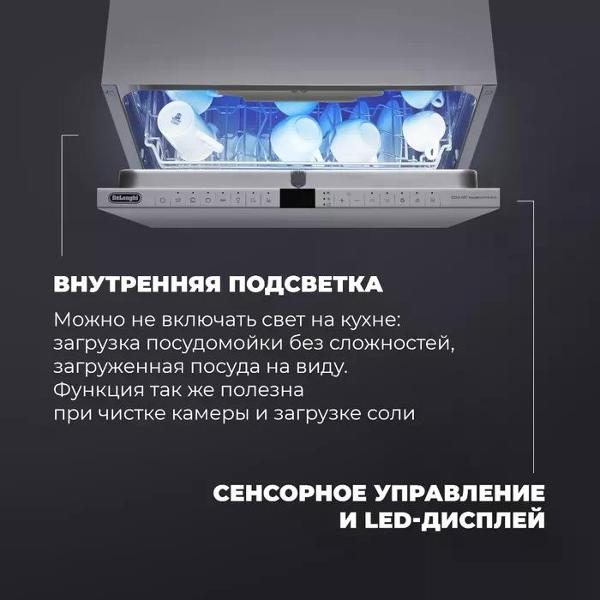 DeLonghi
ВНУТРЕННЯЯ ПОДСВЕТКА
Можно не включать свет на кухне:
загрузка посудомойки без сложностей,
загруженная посуда на виду.
Функция так же полезна
при чистке камеры и загрузке соли
СЕНСОРНОЕ УПРАВЛЕНИЕ
И LED-ДИСПЛЕЙ